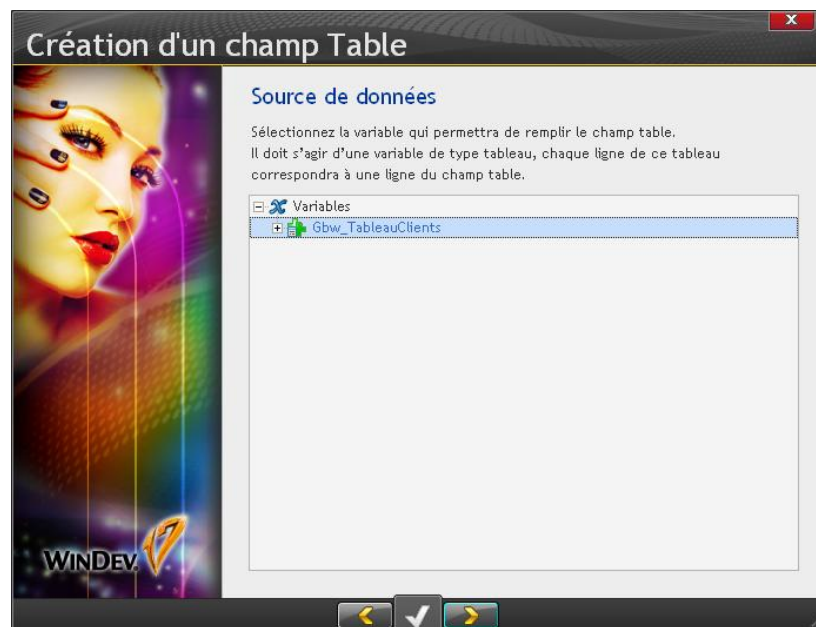 Création d'un champ Table
Source de données
Sélectionnez la variable qui permettra de remplir le champ table.
Il doit s'agir d'une variable de type tableau, chaque ligne de ce tableau
correspondra à une ligne du champ table.
Variables
Gbw_TableauClients
WINDEV. 17